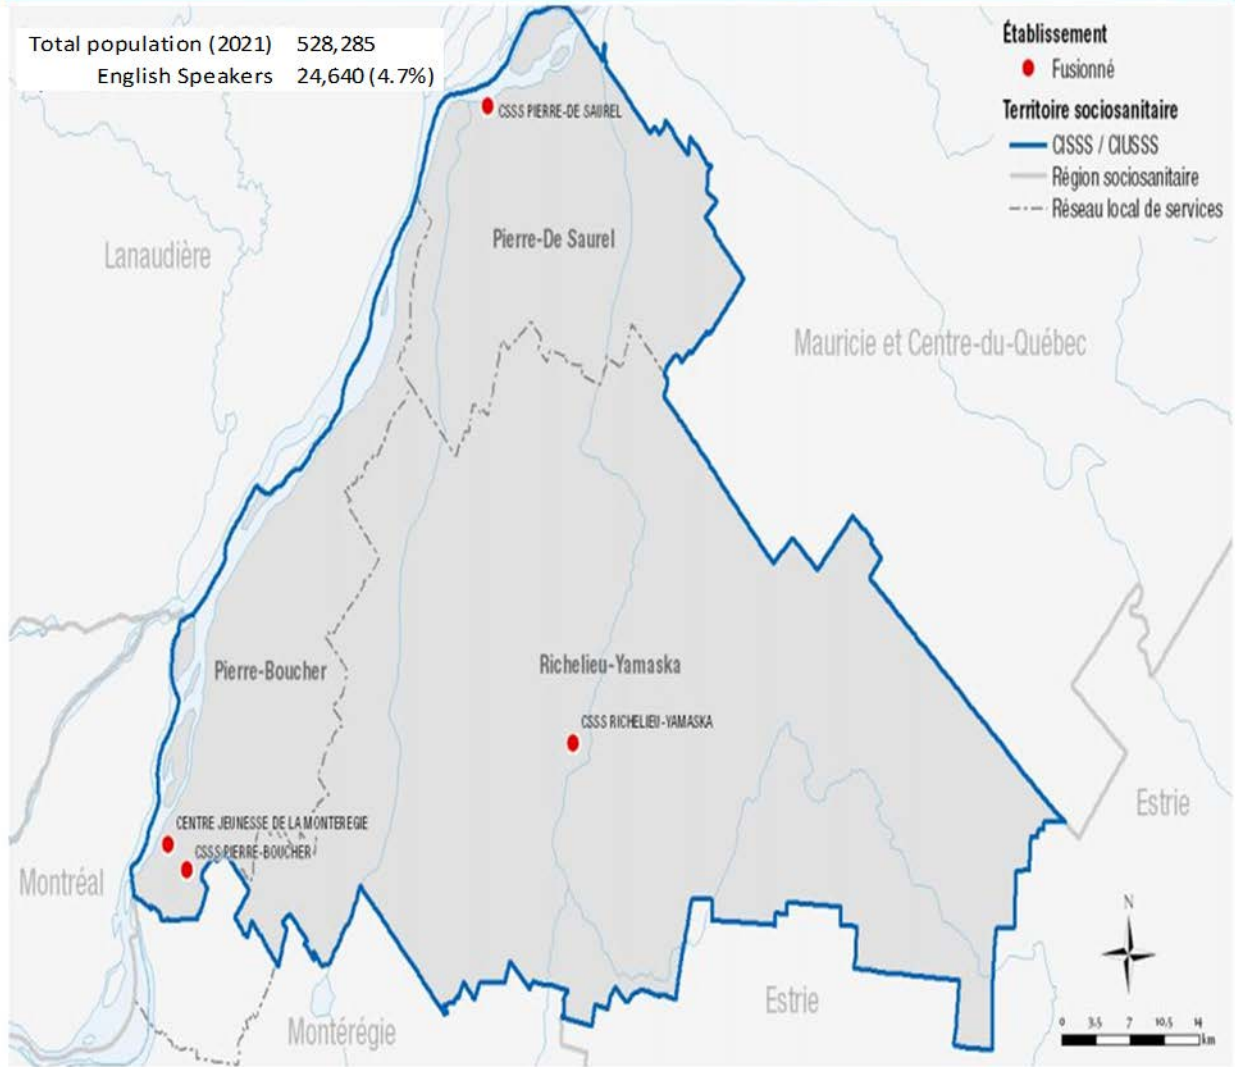 Total population (2021) 528,285
English Speakers 24,640 (4.7%)
Établissement
Fusionné
Territoire sociosanitaire
CISSS / CIUSSS
Région sociosanitaire
Réseau local de services
CSSS PIERRE-DE SAUREL
Pierre-De Saurel
Lanaudière
Mauricie et Centre-du-Québec
Pierre-Boucher
Richelieu-Yamaska
CSSS RICHELIEU-YAMASKA
CENTRE JEUNESSE DE LA MONTEREGIE
CSSS PIERRE-BOUCHER
Estrie
Montréal
Estrie
Montérégie
N
0 3.5 7 10.5 14
km